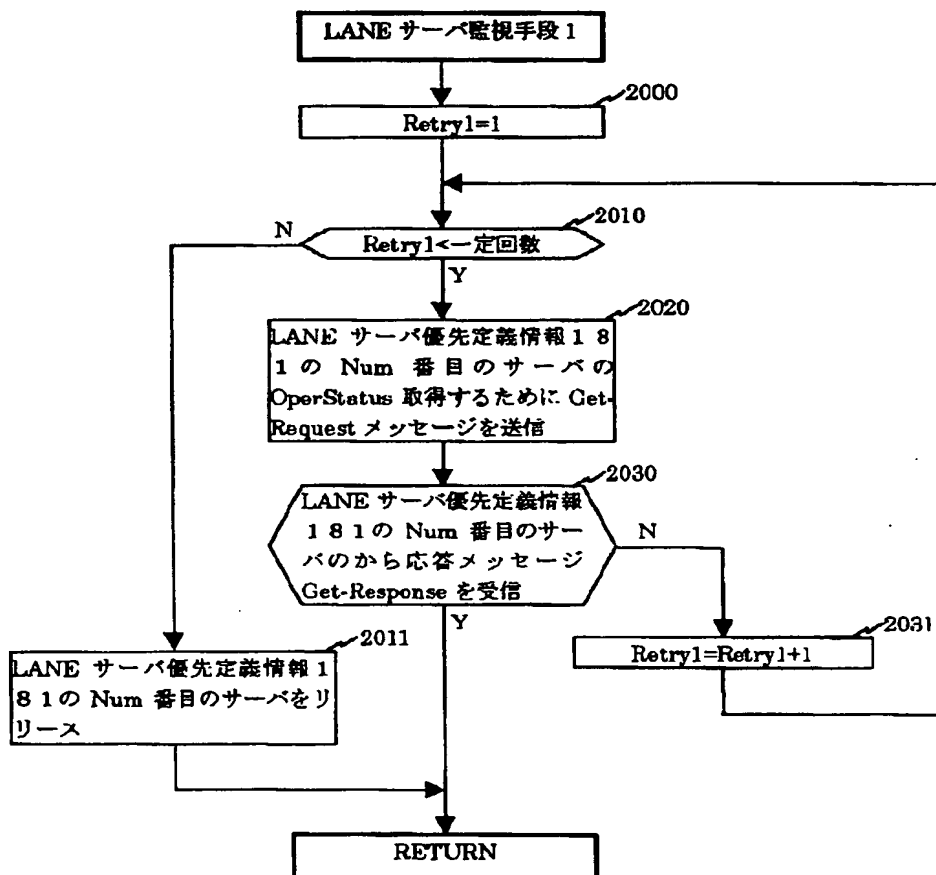 LANE サーバ監視手段 1
2000
Retry1=1
2010
N
Retry1<一定回数
Y
2020
LANE サーバ優先定義情報１８
１の Num 番目のサーバの
OperStatus 取得するために Get-
Request メッセージを送信
2030
LANE サーバ優先定義情報
１８１の Num 番目のサー
バのから応答メッセージ
Get-Response を受信
N
Y
2011
LANE サーバ優先定義情報１
８１の Num 番目のサーバをリ
リース
2031
Retry1=Retry1+1
RETURN